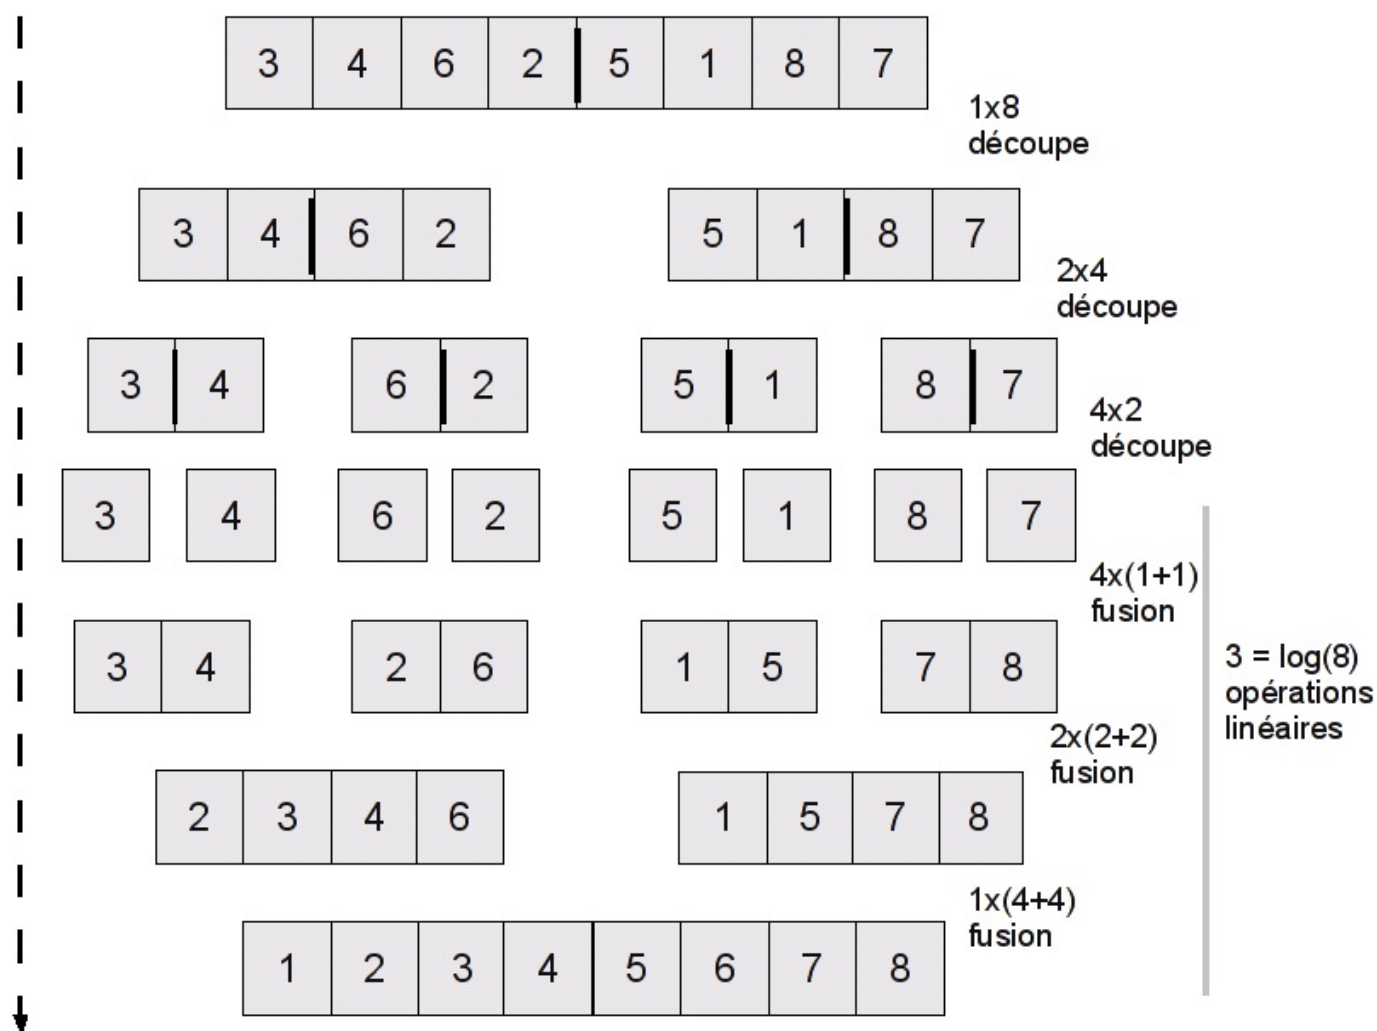 3 4 6 2 5 1 8 7
1x8
découpe
3 4 6 2 5 1 8 7
2x4
découpe
3 4 6 2 5 1 8 7
4x2
découpe
3 4 6 2 5 1 8 7
4x(1+1)
fusion
3 4 2 6 1 5 7 8
3 = log(8)
opérations
linéaires
2x(2+2)
fusion
2 3 4 6 1 5 7 8
1x(4+4)
fusion
1 2 3 4 5 6 7 8